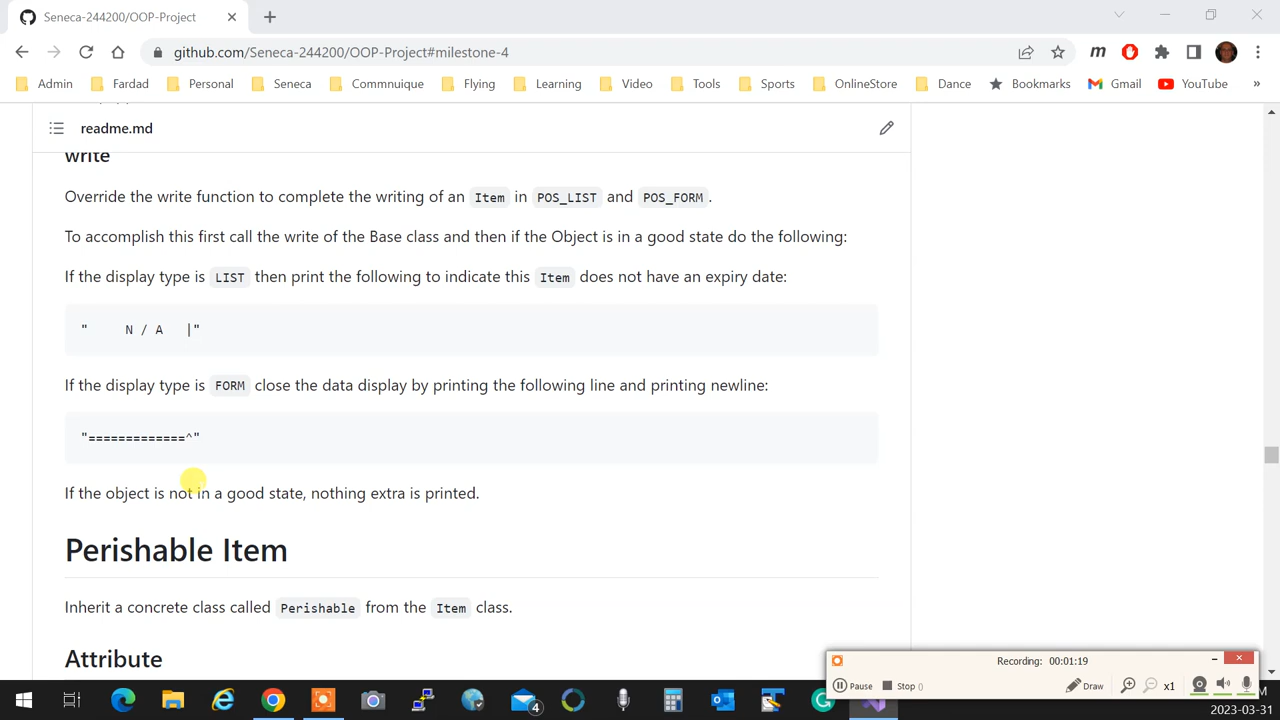 Seneca-244200/OOP-Project
github.com/Seneca-244200/OOP-Project#milestone-4
m
Admin Fardad Personal Seneca Commnuique Flying Learning Video Tools Sports OnlineStore Dance Bookmarks Gmail YouTube »
readme.md
write
Override the write function to complete the writing of an Item in POS_LIST and POS_FORM.
To accomplish this first call the write of the Base class and then if the Object is in a good state do the following:
If the display type is LIST then print the following to indicate this Item does not have an expiry date:
"     N / A   |"
If the display type is FORM close the data display by printing the following line and printing newline:
"=============^"
If the object is not in a good state, nothing extra is printed.
Perishable Item
Inherit a concrete class called Perishable from the Item class.
Attribute
Recording: 00:01:19
Pause Stop () Draw x1
4
2023-03-31